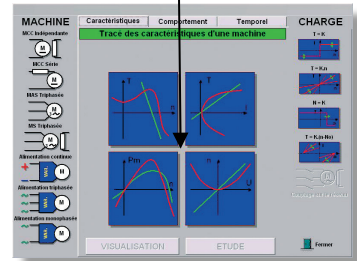 MACHINE
MCC Indépendante
MCC Série
MAS Triphasée
MS Triphasée
Alimentation continue
Alimentation triphasée
Alimentation monophasée
Caractéristiques
Comportement
Temporel
Tracé des caractéristiques d'une machine
T
n
T
I
Pm
n
U
VISUALISATION
ETUDE
CHARGE
T = K
T = K.n
N = K
T = K.(n-No)
Fermer